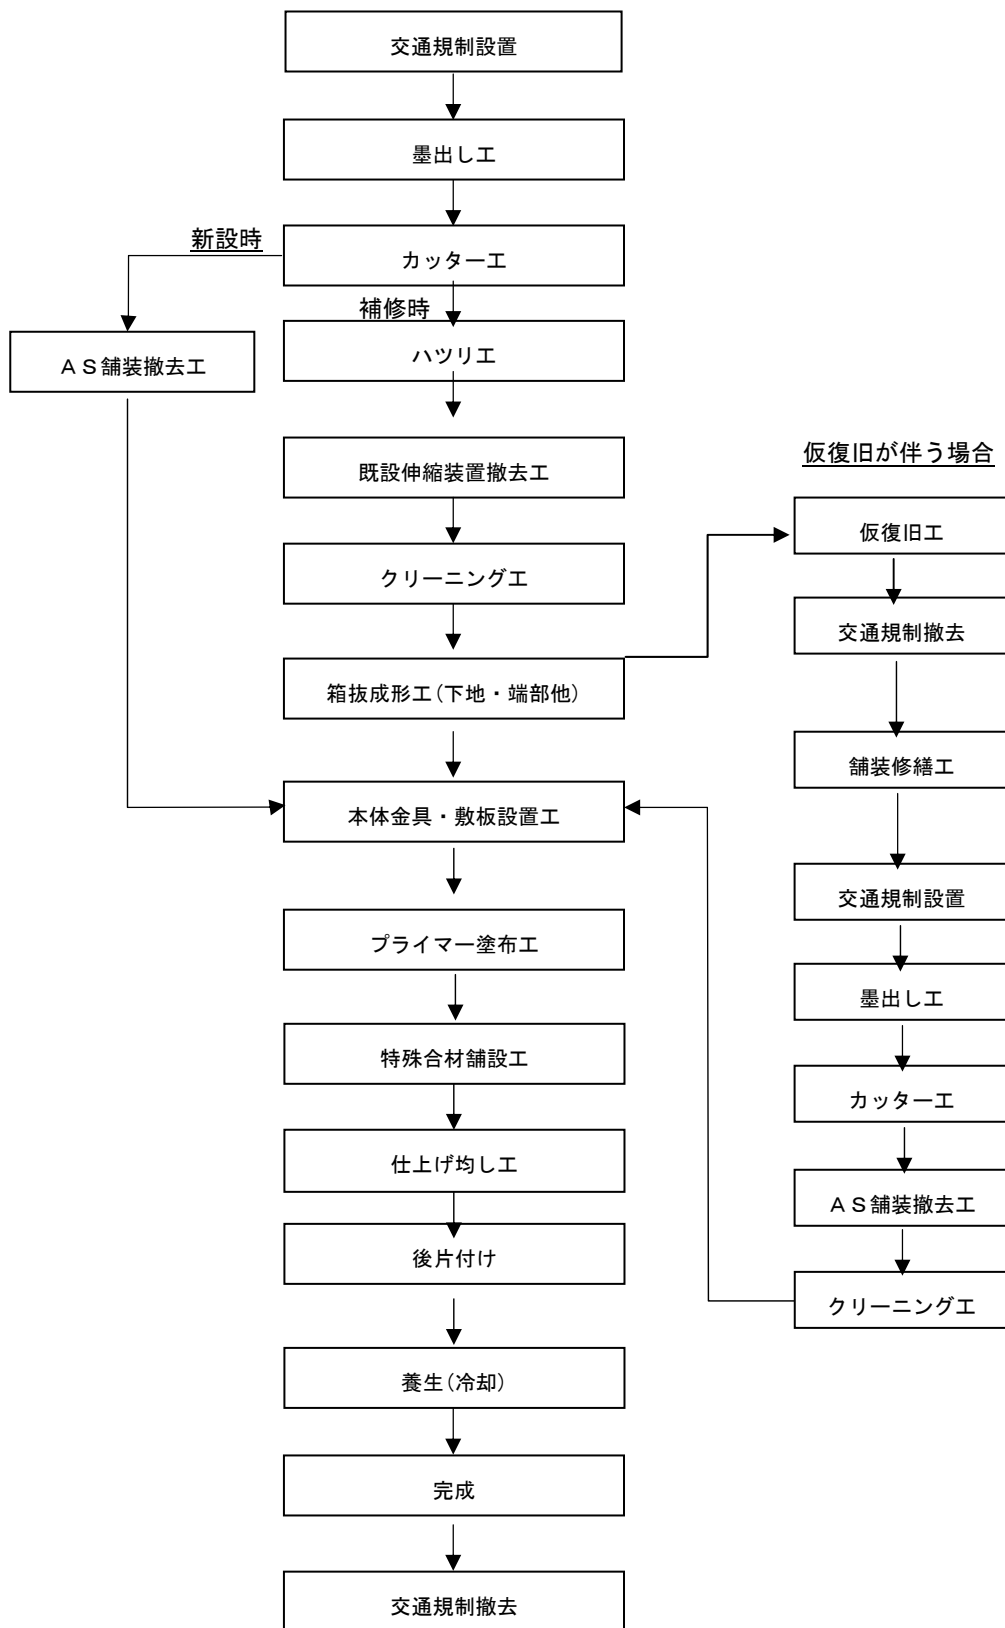 交通規制設置
墨出し工
新設時
カッター工
補修時
ＡＳ舗装撤去工
ハツリ工
既設伸縮装置撤去工
クリーニング工
箱抜成形工(下地・端部他)
仮復旧が伴う場合
仮復旧工
交通規制撤去
舗装修繕工
交通規制設置
墨出し工
カッター工
ＡＳ舗装撤去工
クリーニング工
本体金具・敷板設置工
プライマー塗布工
特殊合材舗設工
仕上げ均し工
後片付け
養生(冷却)
完成
交通規制撤去